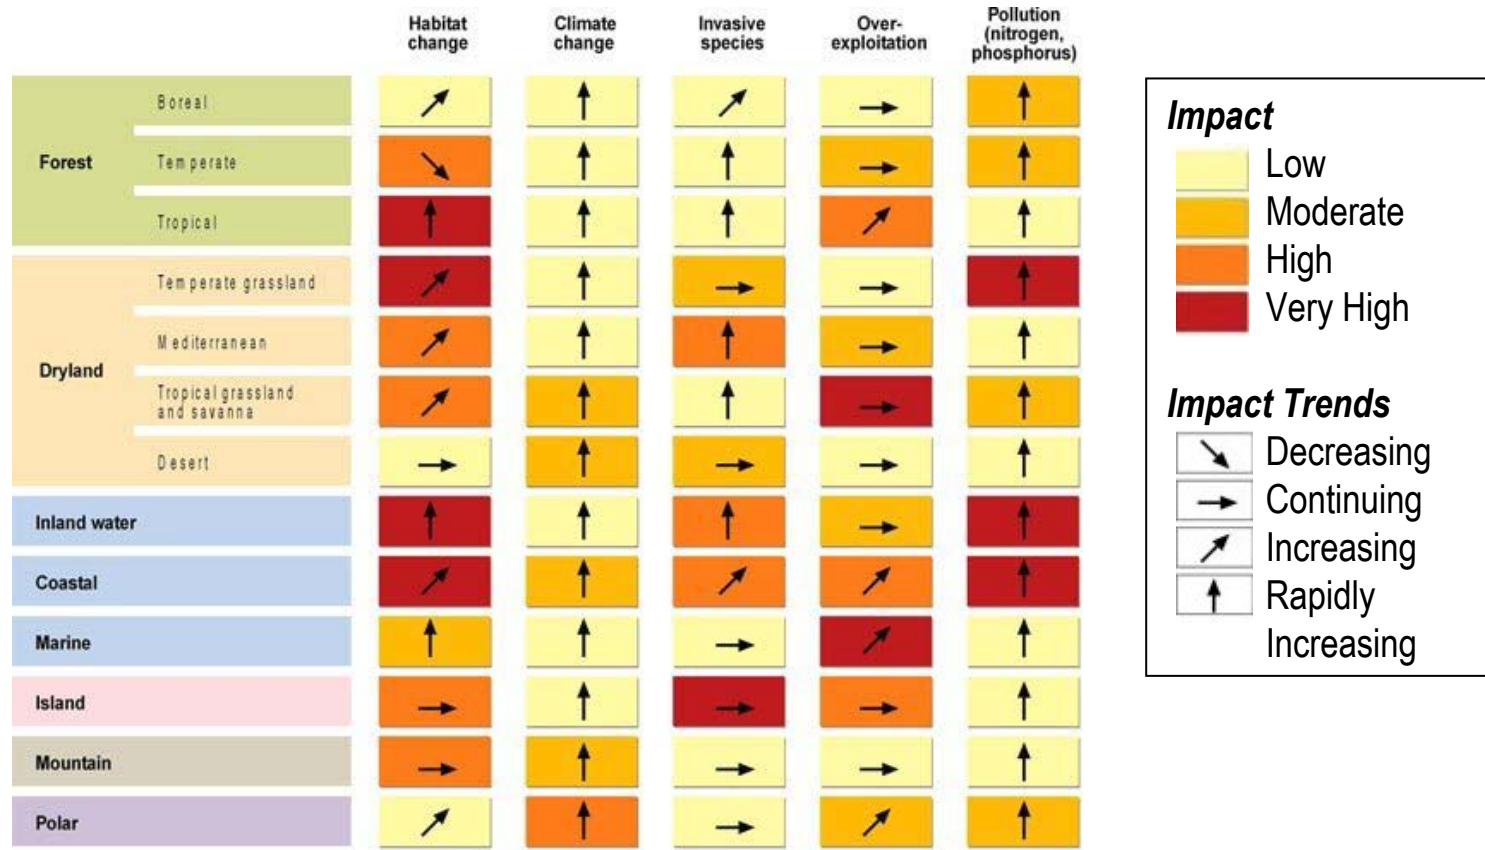 Habitat
change
Climate
change
Invasive
species
Over-
exploitation
Pollution
(nitrogen,
phosphorus)
Forest
Boreal
Temperate
Tropical
Dryland
Temperate grassland
Mediterranean
Tropical grassland
and savanna
Desert
Inland water
Coastal
Marine
Island
Mountain
Polar
Impact
Low
Moderate
High
Very High
Impact Trends
Decreasing
Continuing
Increasing
Rapidly
Increasing